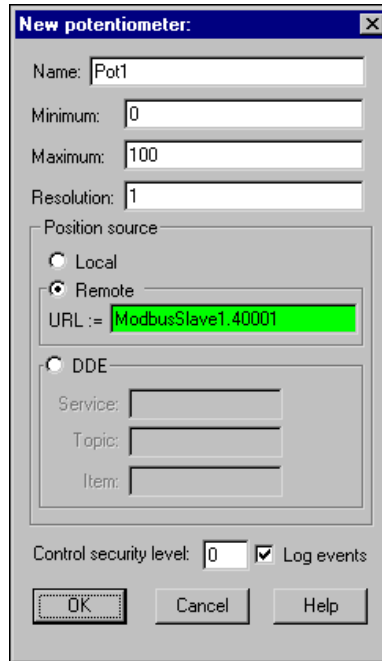 New potentiometer:
Name: Pot1
Minimum: 0
Maximum: 100
Resolution: 1
Position source
Local
Remote
URL := ModbusSlave1.40001
DDE
Service:
Topic:
Item:
Control security level: 0 Log events
OK Cancel Help